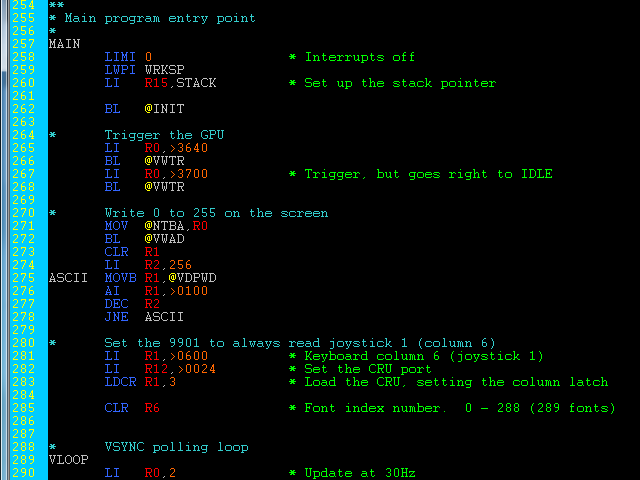 254 **
255 * Main program entry point
256 *
257 MAIN
258 LIMI 0 * Interrupts off
259 LWPI WRKSP
260 LI R15,STACK * Set up the stack pointer
261
262 BL @INIT
263
264 * Trigger the GPU
265 LI R0,>3640
266 BL @VWTR
267 LI R0,>3700 * Trigger, but goes right to IDLE
268 BL @VWTR
269
270 * Write 0 to 255 on the screen
271 MOV @NTBA,R0
272 BL @VWAD
273 CLR R1
274 LI R2,256
275 ASCII MOVB R1,@VDPWD
276 AI R1,>0100
277 DEC R2
278 JNE ASCII
279
280 * Set the 9901 to always read joystick 1 (column 6)
281 LI R1,>0600 * Keyboard column 6 (joystick 1)
282 LI R12,>0024 * Set the CRU port
283 LDCR R1,3 * Load the CRU, setting the column latch
284
285 CLR R6 * Font index number. 0 - 288 (289 fonts)
286
287
288 * VSYNC polling loop
289 VLOOP
290 LI R0,2 * Update at 30Hz